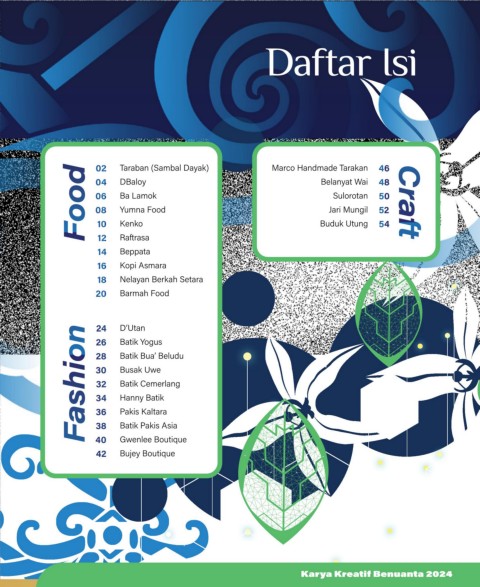 Daftar Isi
Food
02 Taraban (Sambal Dayak)
04 DBaloy
06 Ba Lamok
08 Yumna Food
10 Kenko
12 Raftrasa
14 Beppata
16 Kopi Asmara
18 Nelayan Berkah Setara
20 Barmah Food
Fashion
24 D'Utan
26 Batik Yogus
28 Batik Bua' Beludu
30 Busak Uwe
32 Batik Cemerlang
34 Hanny Batik
36 Pakis Kaltara
38 Batik Pakis Asia
40 Gwenlee Boutique
42 Bujey Boutique
Craft
Marco Handmade Tarakan 46
Belanyat Wai 48
Sulorotan 50
Jari Mungil 52
Buduk Utung 54
Karya Kreatif Benuanta 2024